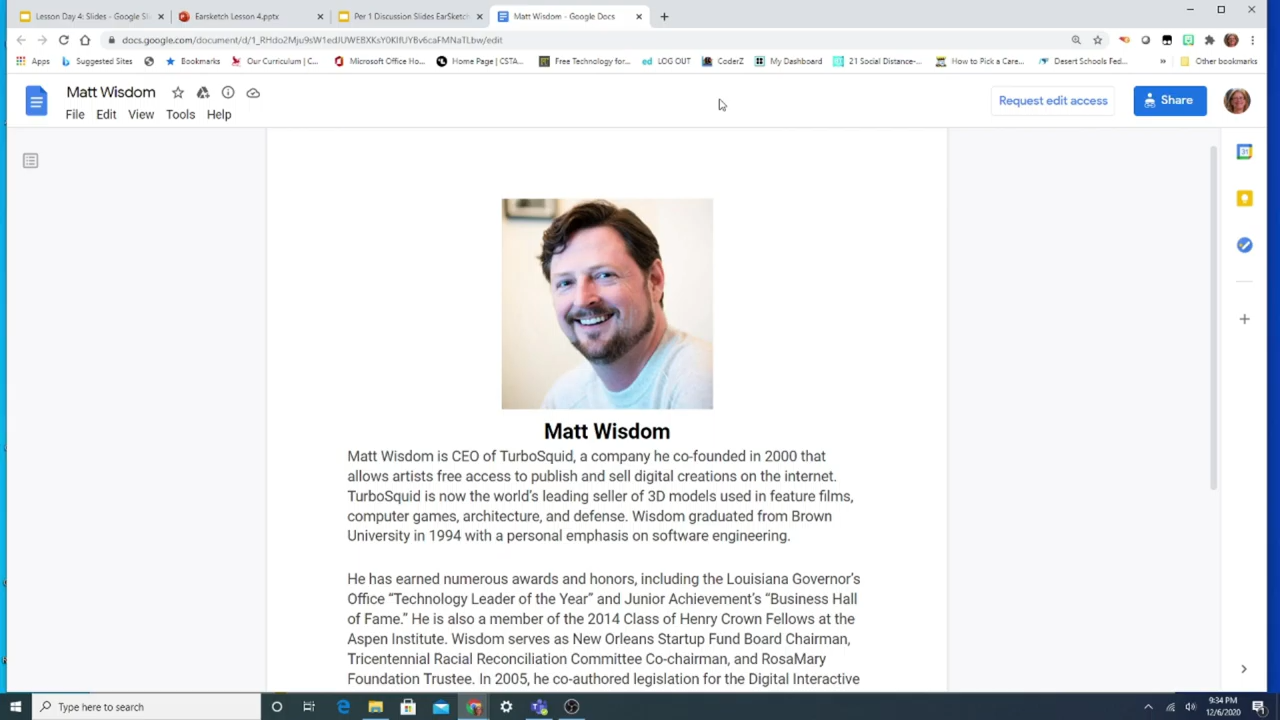 Lesson Day 4: Slides - Google Sl
Earsketch Lesson 4.pptx
Per 1 Discussion Slides EarSketc
Matt Wisdom - Google Docs
Apps
Suggested Sites
Bookmarks
Our Curriculum | C...
Microsoft Office Ho...
Home Page | CSTA...
Free Technology for...
LOG OUT
CoderZ
My Dashboard
21 Social Distance-...
How to Pick a Care...
Desert Schools Fed...
Other bookmarks
Matt Wisdom
File Edit View Tools Help
Request edit access
Share
Matt Wisdom
Matt Wisdom is CEO of TurboSquid, a company he co-founded in 2000 that
allows artists free access to publish and sell digital creations on the internet.
TurboSquid is now the world's leading seller of 3D models used in feature films,
computer games, architecture, and defense. Wisdom graduated from Brown
University in 1994 with a personal emphasis on software engineering.
He has earned numerous awards and honors, including the Louisiana Governor's
Office “Technology Leader of the Year” and Junior Achievement's “Business Hall
of Fame.” He is also a member of the 2014 Class of Henry Crown Fellows at the
Aspen Institute. Wisdom serves as New Orleans Startup Fund Board Chairman,
Tricentennial Racial Reconciliation Committee Co-chairman, and RosaMary
Foundation Trustee. In 2005, he co-authored legislation for the Digital Interactive
Type here to search
9:34 PM
12/6/2020